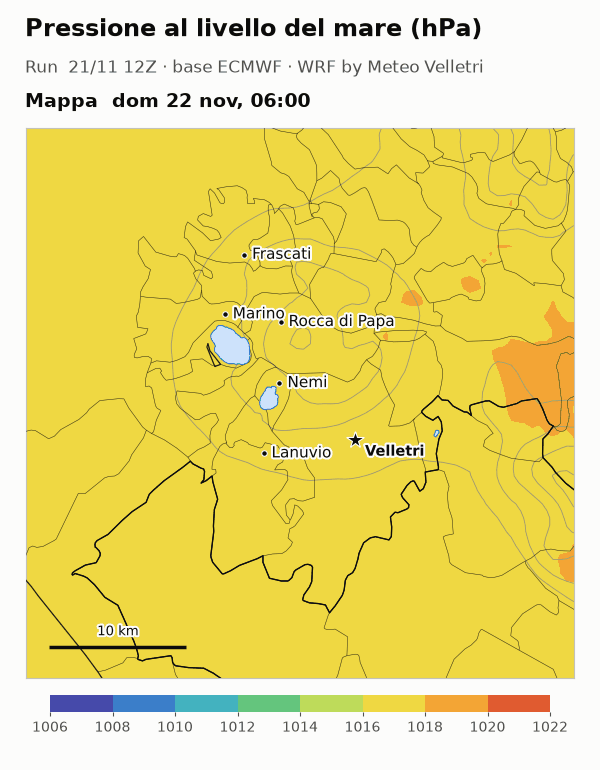 Pressione al livello del mare (hPa)
Run 21/11 12Z · base ECMWF · WRF by Meteo Velletri
Mappa dom 22 nov, 06:00
Frascati
Marino
Rocca di Papa
Nemi
Velletri
Lanuvio
10 km
1006 1008 1010 1012 1014 1016 1018 1020 1022